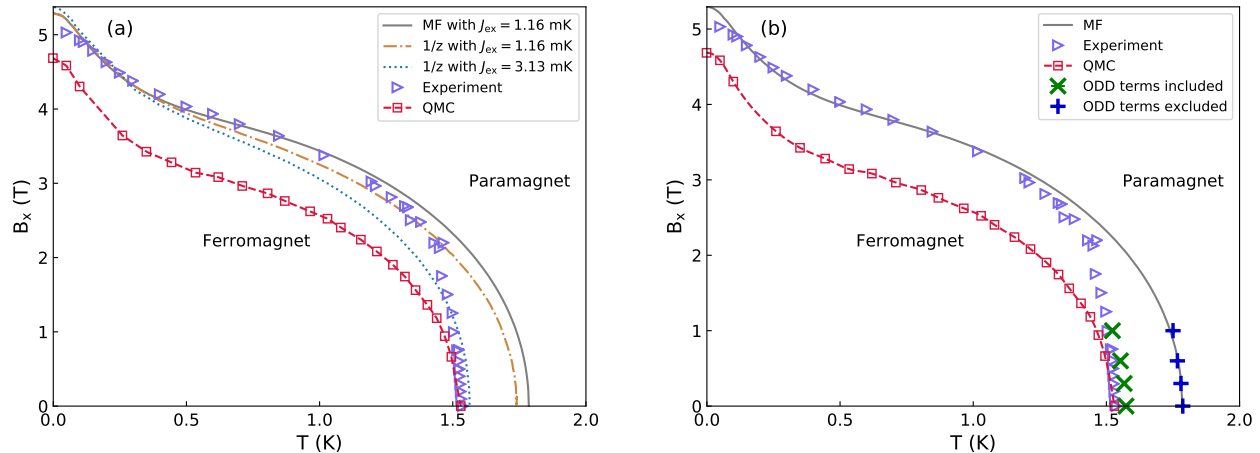 (a)
MF with J_ex = 1.16 mK
1/z with J_ex = 1.16 mK
1/z with J_ex = 3.13 mK
Experiment
QMC
Paramagnet
Ferromagnet
B_x (T)
5
4
3
2
1
0
0
0.5
1.0
1.5
2.0
T (K)
(b)
MF
Experiment
QMC
ODD terms included
ODD terms excluded
Paramagnet
Ferromagnet
B_x (T)
5
4
3
2
1
0
0.0
0.5
1.0
1.5
2.0
T (K)